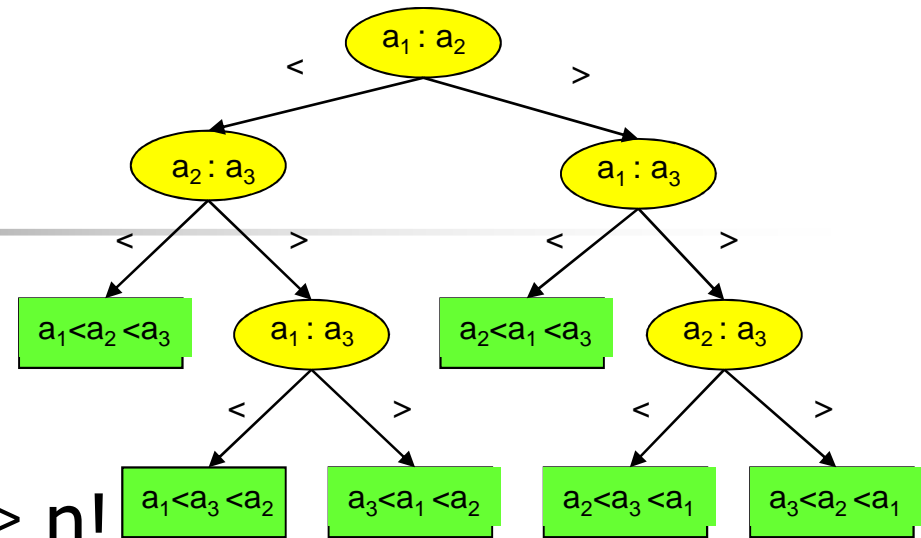 a₁ : a₂
< >
a₂ : a₃ a₁ : a₃
< > < >
a₁<a₂ <a₃ a₁ : a₃ a₂<a₁ <a₃ a₂ : a₃
< > < >
> n! a₁<a₃ <a₂ a₃<a₁ <a₂ a₂<a₃ <a₁ a₃<a₂ <a₁